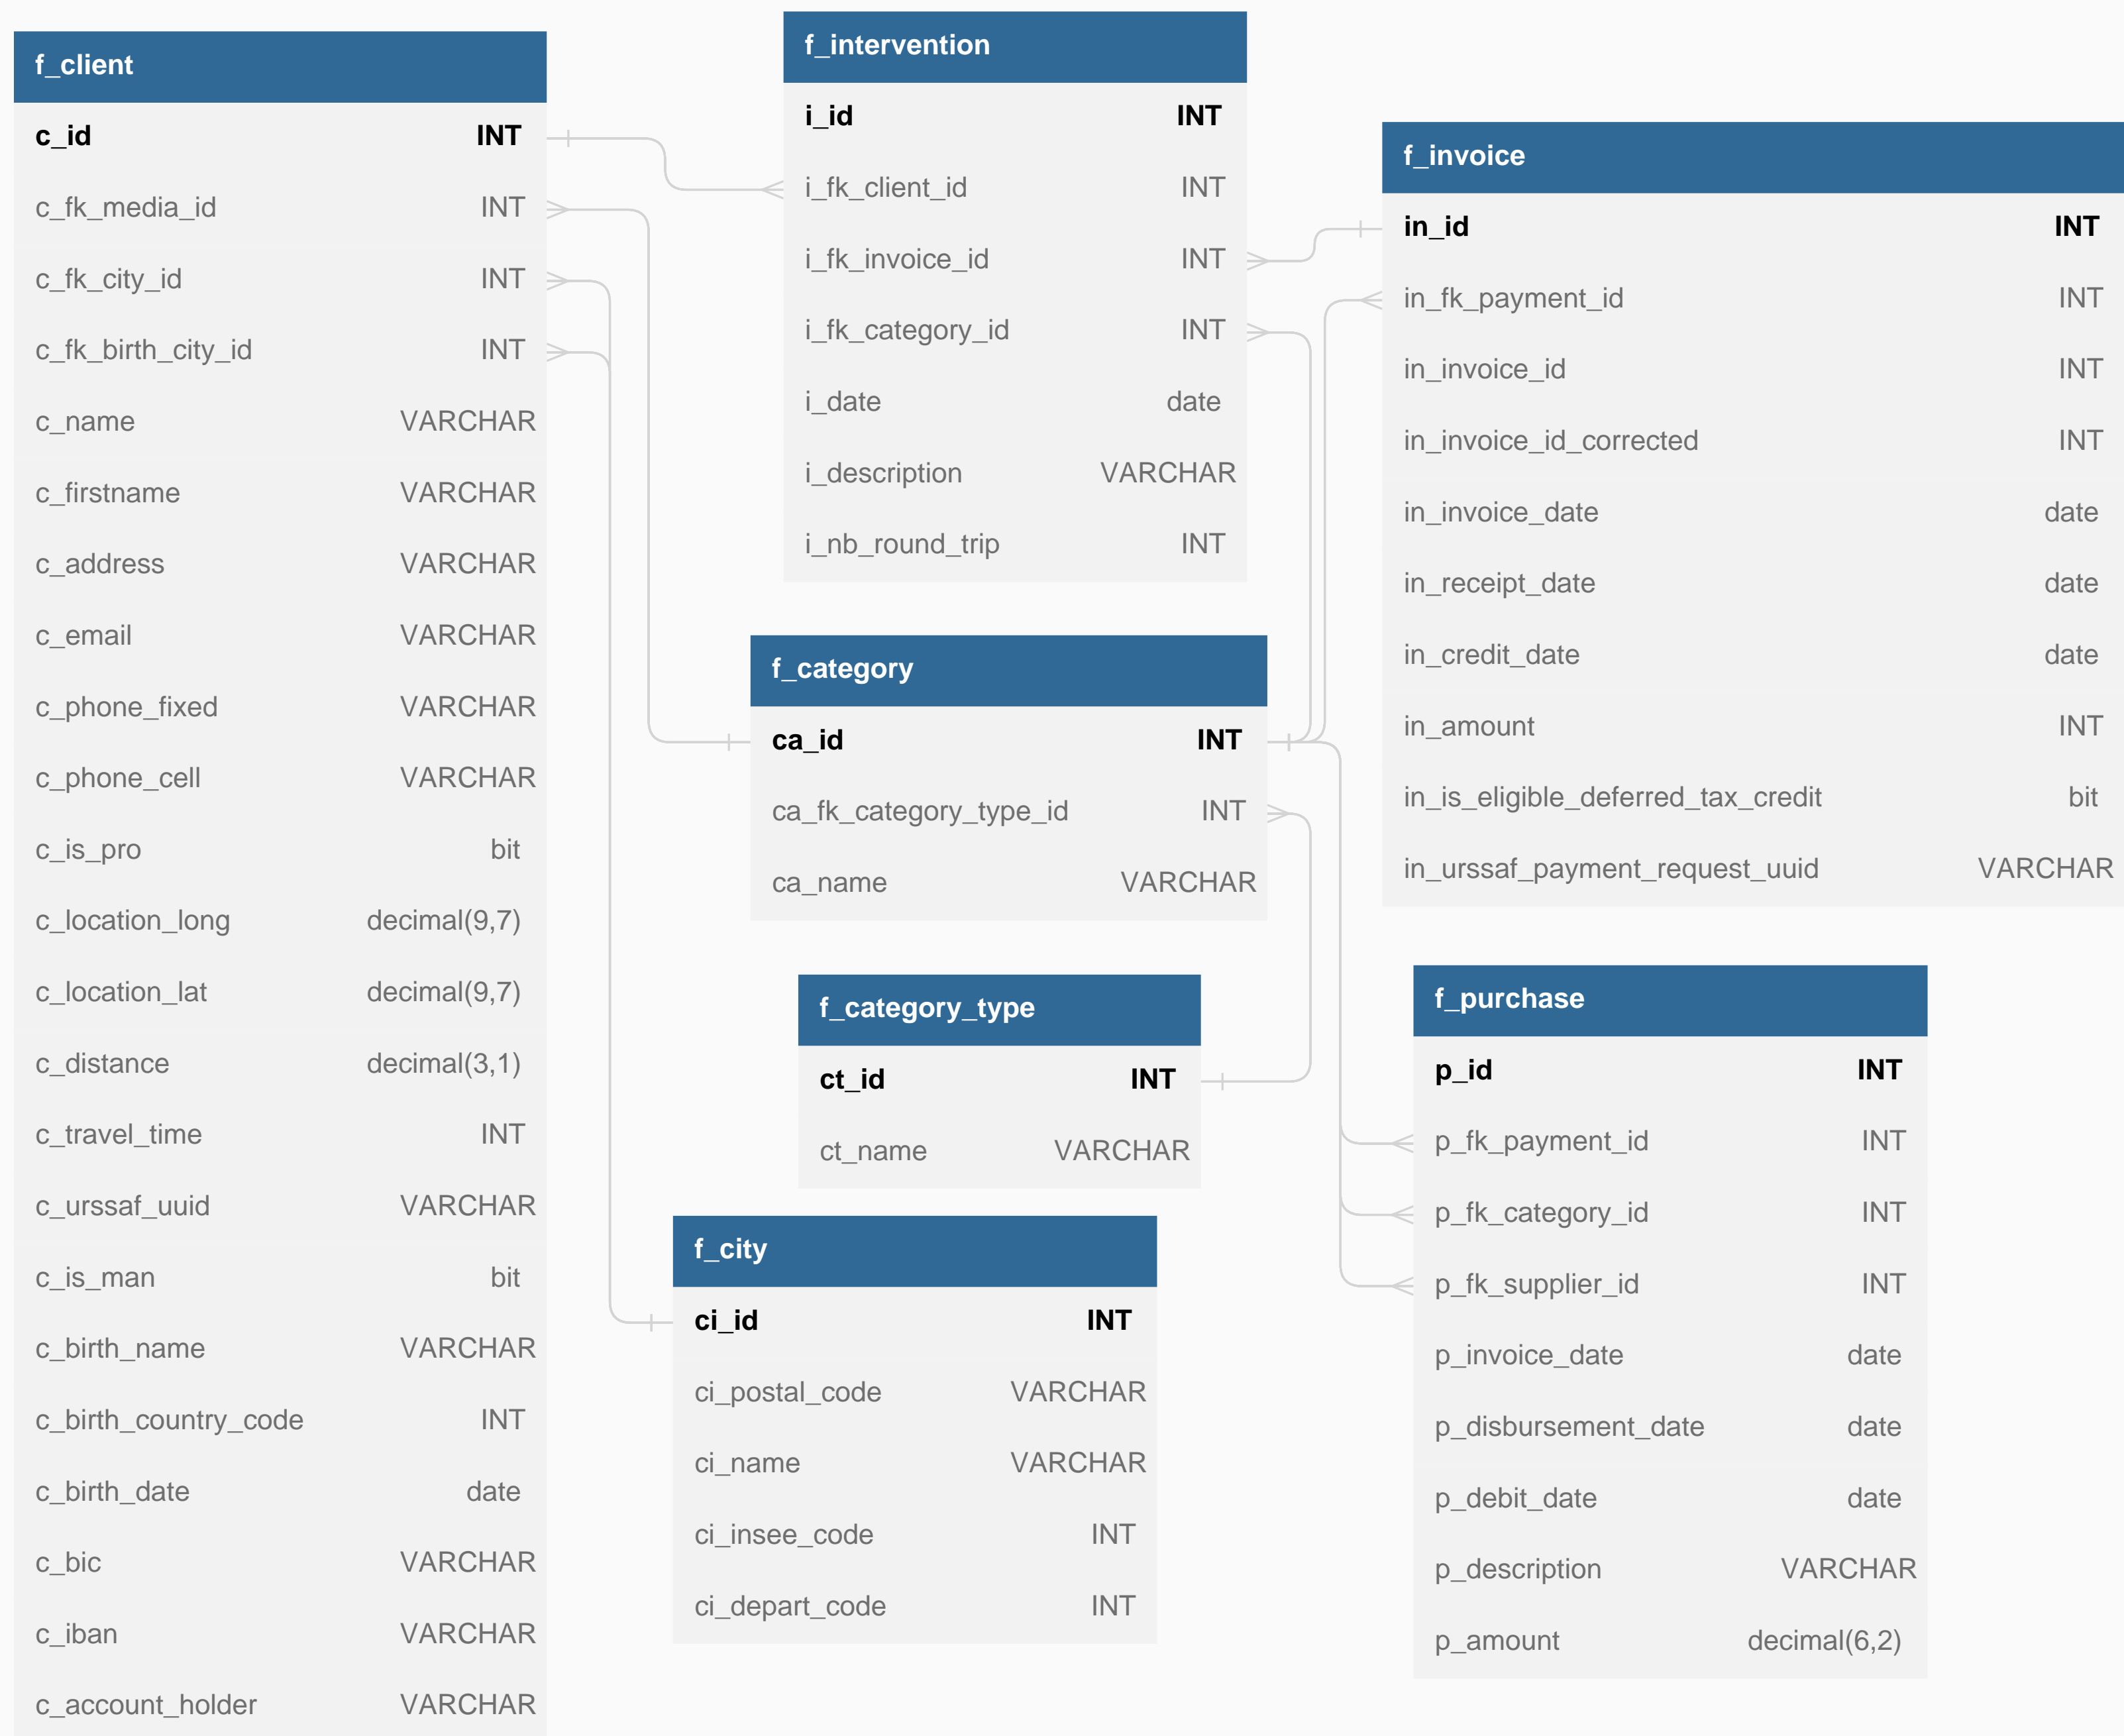 f_client
c_id INT
c_fk_media_id INT
c_fk_city_id INT
c_fk_birth_city_id INT
c_name VARCHAR
c_firstname VARCHAR
c_address VARCHAR
c_email VARCHAR
c_phone_fixed VARCHAR
c_phone_cell VARCHAR
c_is_pro bit
c_location_long decimal(9,7)
c_location_lat decimal(9,7)
c_distance decimal(3,1)
c_travel_time INT
c_urssaf_uuid VARCHAR
c_is_man bit
c_birth_name VARCHAR
c_birth_country_code INT
c_birth_date date
c_bic VARCHAR
c_iban VARCHAR
c_account_holder VARCHAR
f_intervention
i_id INT
i_fk_client_id INT
i_fk_invoice_id INT
i_fk_category_id INT
i_date date
i_description VARCHAR
i_nb_round_trip INT
f_category
ca_id INT
ca_fk_category_type_id INT
ca_name VARCHAR
f_category_type
ct_id INT
ct_name VARCHAR
f_city
ci_id INT
ci_postal_code VARCHAR
ci_name VARCHAR
ci_insee_code INT
ci_depart_code INT
f_invoice
in_id INT
in_fk_payment_id INT
in_invoice_id INT
in_invoice_id_corrected INT
in_invoice_date date
in_receipt_date date
in_credit_date date
in_amount INT
in_is_eligible_deferred_tax_credit bit
in_urssaf_payment_request_uuid VARCHAR
f_purchase
p_id INT
p_fk_payment_id INT
p_fk_category_id INT
p_fk_supplier_id INT
p_invoice_date date
p_disbursement_date date
p_debit_date date
p_description VARCHAR
p_amount decimal(6,2)